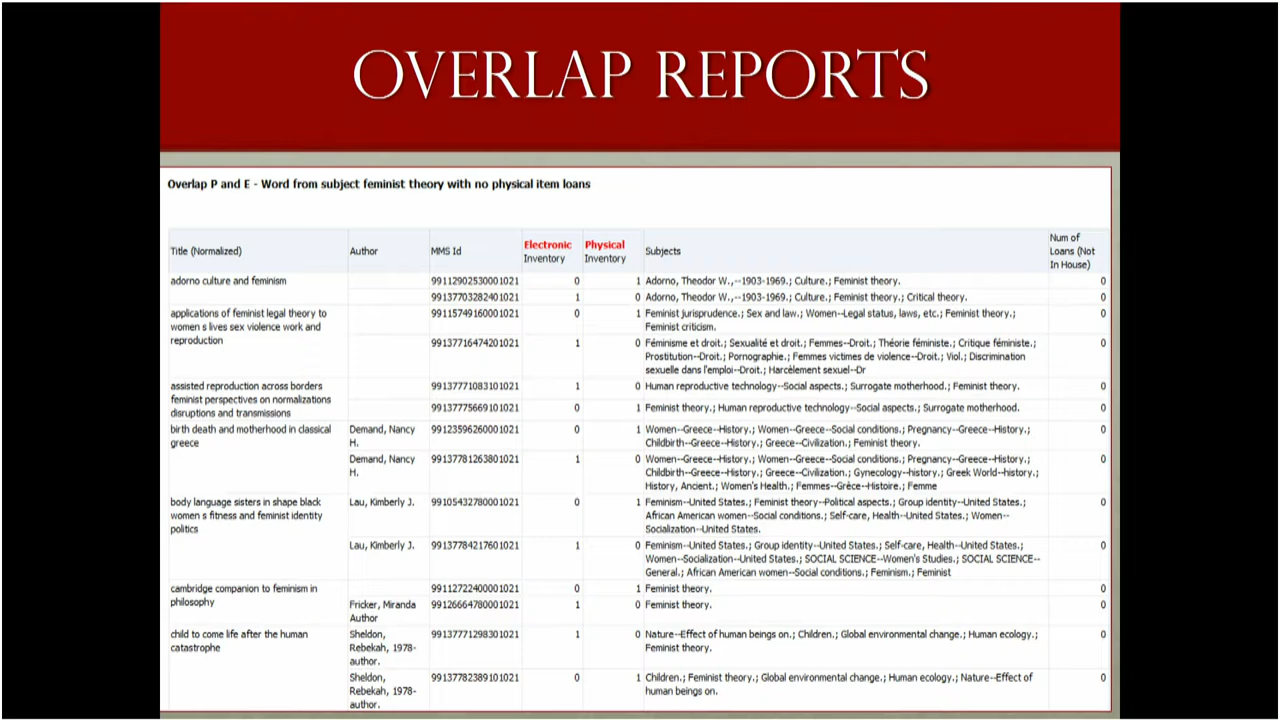 OVERLAP REPORTS
Overlap P and E - Word from subject feminist theory with no physical item loans
Title (Normalized) Author MMS Id Electronic Inventory Physical Inventory Subjects Num of Loans (Not In House)
adorno culture and feminism 99112902530001021 0 1 Adorno, Theodor W.,--1903-1969.; Culture.; Feminist theory. 0
99137703282401021 1 0 Adorno, Theodor W.,--1903-1969.; Culture.; Feminist theory.; Critical theory. 0
applications of feminist legal theory to 99115749160001021 0 1 Feminist jurisprudence.; Sex and law.; Women--Legal status, laws, etc.; Feminist theory.; 0
women s lives sex violence work and Feminist criticism.
reproduction 99137716474201021 1 0 Féminisme et droit.; Sexualité et droit.; Femmes--Droit.; Théorie féministe.; Critique féministe.; 0
Prostitution--Droit.; Pornographie.; Femmes victimes de violence--Droit.; Viol.; Discrimination
sexuelle dans l'emploi--Droit.; Harcèlement sexuel--Dr
assisted reproduction across borders 99137771083101021 1 0 Human reproductive technology--Social aspects.; Surrogate motherhood.; Feminist theory. 0
feminist perspectives on normalizations
disruptions and transmissions 99137775669101021 0 1 Feminist theory.; Human reproductive technology--Social aspects.; Surrogate motherhood. 0
birth death and motherhood in classical Demand, Nancy 99123596260001021 0 1 Women--Greece--History.; Women--Greece--Social conditions.; Pregnancy--Greece--History.; 0
greece H. Childbirth--Greece--History.; Greece--Civilization.; Feminist theory.
Demand, Nancy 99137781263801021 1 0 Women--Greece--History.; Women--Greece--Social conditions.; Pregnancy--Greece--History.; 0
H. Childbirth--Greece--History.; Greece--Civilization.; Gynecology--history.; Greek World--history.;
History, Ancient.; Women's Health.; Femmes--Grèce--Histoire.; Femme
body language sisters in shape black Lau, Kimberly J. 99105432780001021 0 1 Feminism--United States.; Feminist theory--Political aspects.; Group identity--United States.; 0
women s fitness and feminist identity African American women--Social conditions.; Self-care, Health--United States.; Women--
politics Socialization--United States.
Lau, Kimberly J. 99137784217601021 1 0 Feminism--United States.; Group identity--United States.; Self-care, Health--United States.; 0
Women--Socialization--United States.; SOCIAL SCIENCE--Women's Studies.; SOCIAL SCIENCE--
General.; African American women--Social conditions.; Feminism.; Feminist
cambridge companion to feminism in 99112722400001021 0 1 Feminist theory. 0
philosophy Fricker, Miranda 99126664780001021 1 0 Feminist theory. 0
Author
child to come life after the human Sheldon, 99137771298301021 1 0 Nature--Effect of human beings on.; Children.; Global environmental change.; Human ecology.; 0
catastrophe Rebekah, 1978- Feminist theory.
author.
Sheldon, 99137782389101021 0 1 Children.; Feminist theory.; Global environmental change.; Human ecology.; Nature--Effect of 0
Rebekah, 1978- human beings on.
author.